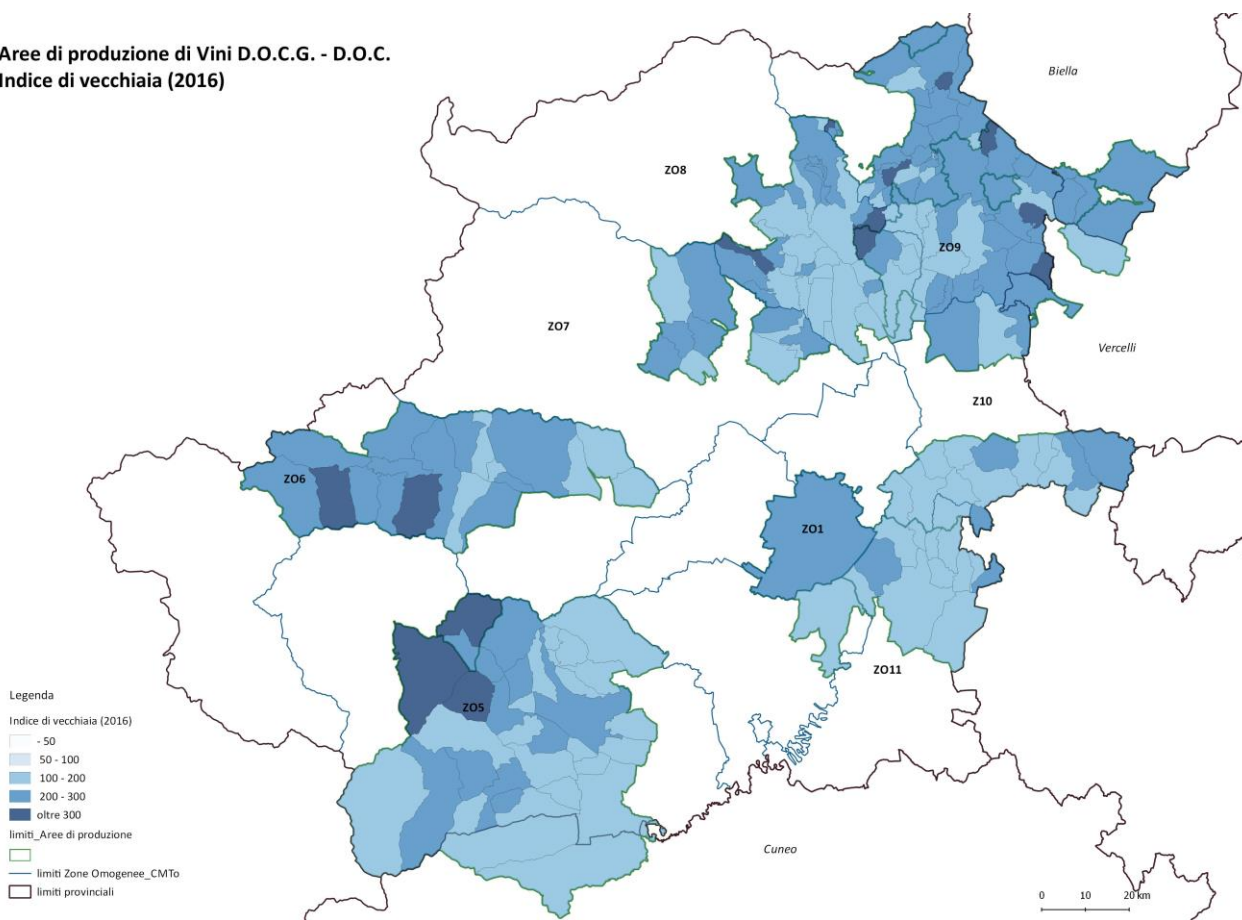 Aree di produzione di Vini D.O.C.G. - D.O.C.
Indice di vecchiaia (2016)
Biella
ZO8
ZO9
ZO7
Vercelli
Z10
ZO6
ZO1
ZO11
ZO5
Cuneo
Legenda
Indice di vecchiaia (2016)
- 50
50 - 100
100 - 200
200 - 300
oltre 300
limiti_Aree di produzione
limiti Zone Omogenee_CMTo
limiti provinciali
0 10 20 km